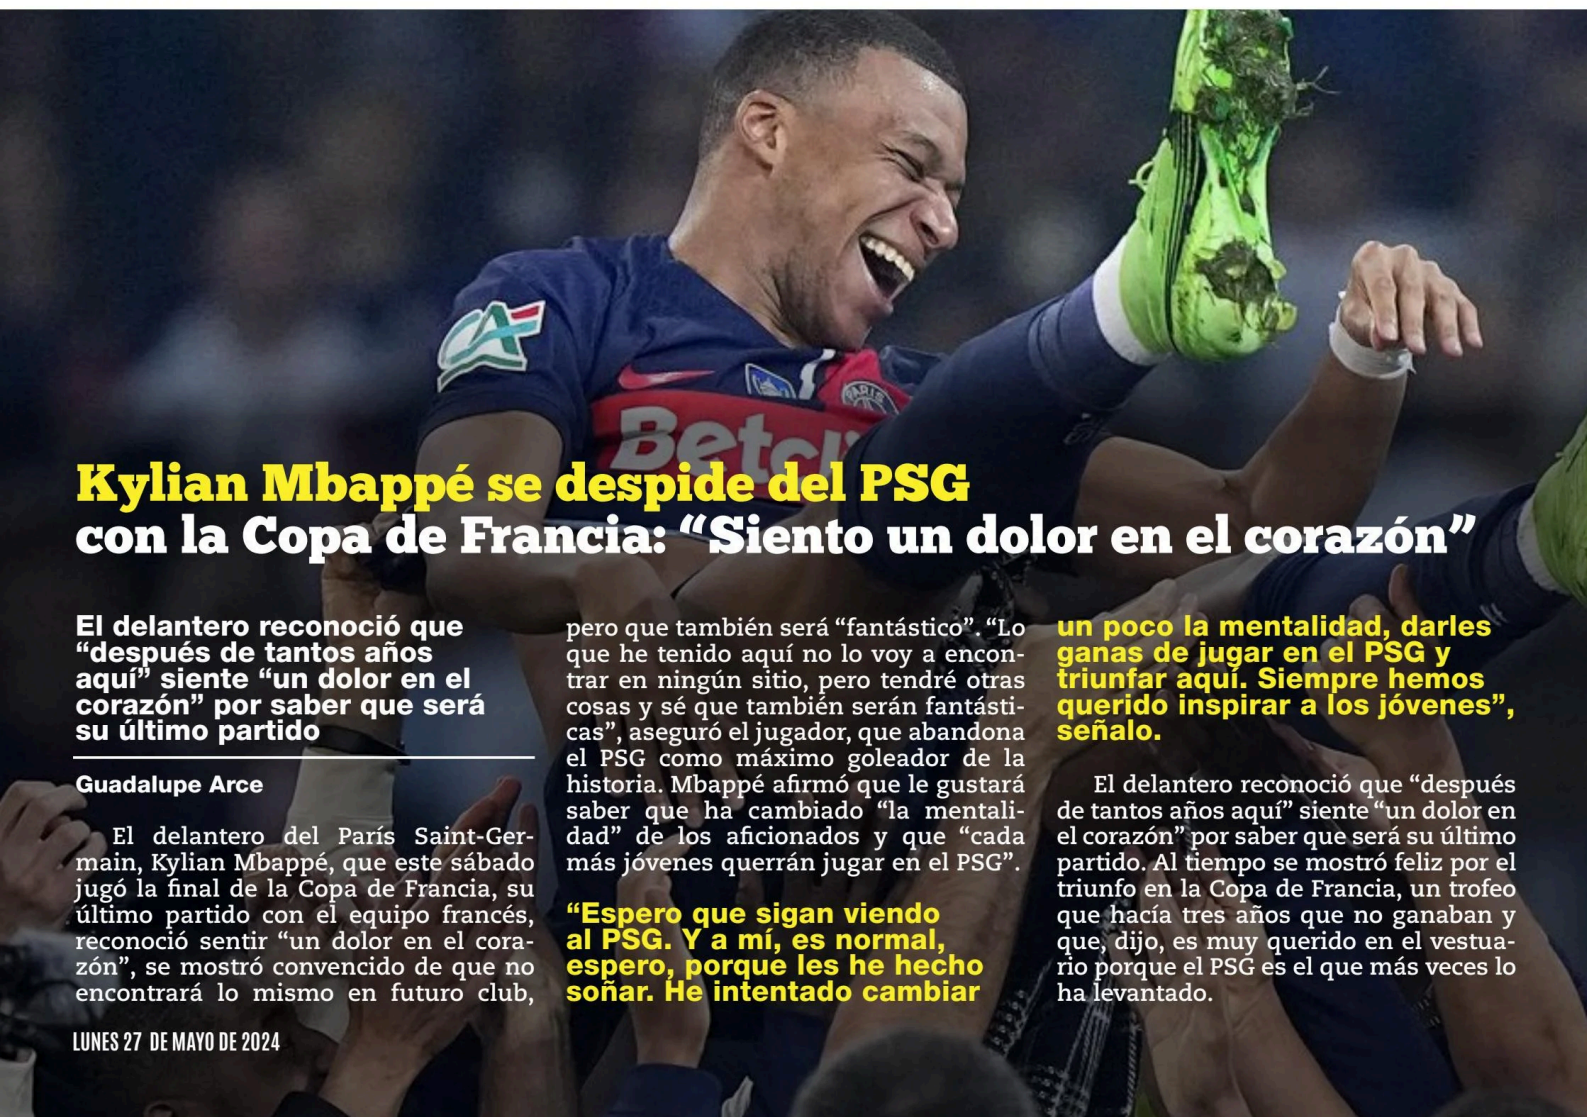 CA
PARIS
Betcli
Kylian Mbappé se despide del PSG
con la Copa de Francia: “Siento un dolor en el corazón”
El delantero reconoció que
“después de tantos años
aquí” siente “un dolor en el
corazón” por saber que será
su último partido
Guadalupe Arce
El delantero del París Saint-Ger-
main, Kylian Mbappé, que este sábado
jugó la final de la Copa de Francia, su
último partido con el equipo francés,
reconoció sentir “un dolor en el cora-
zón”, se mostró convencido de que no
encontrará lo mismo en futuro club,
pero que también será “fantástico”. “Lo
que he tenido aquí no lo voy a encon-
trar en ningún sitio, pero tendré otras
cosas y sé que también serán fantásti-
cas”, aseguró el jugador, que abandona
el PSG como máximo goleador de la
historia. Mbappé afirmó que le gustará
saber que ha cambiado “la mentali-
dad” de los aficionados y que “cada
más jóvenes querrán jugar en el PSG”.
“Espero que sigan viendo
al PSG. Y a mí, es normal,
espero, porque les he hecho
soñar. He intentado cambiar
un poco la mentalidad, darles
ganas de jugar en el PSG y
triunfar aquí. Siempre hemos
querido inspirar a los jóvenes”,
señalo.
El delantero reconoció que “después
de tantos años aquí” siente “un dolor en
el corazón” por saber que será su último
partido. Al tiempo se mostró feliz por el
triunfo en la Copa de Francia, un trofeo
que hacía tres años que no ganaban y
que, dijo, es muy querido en el vestua-
rio porque el PSG es el que más veces lo
ha levantado.
LUNES 27 DE MAYO DE 2024